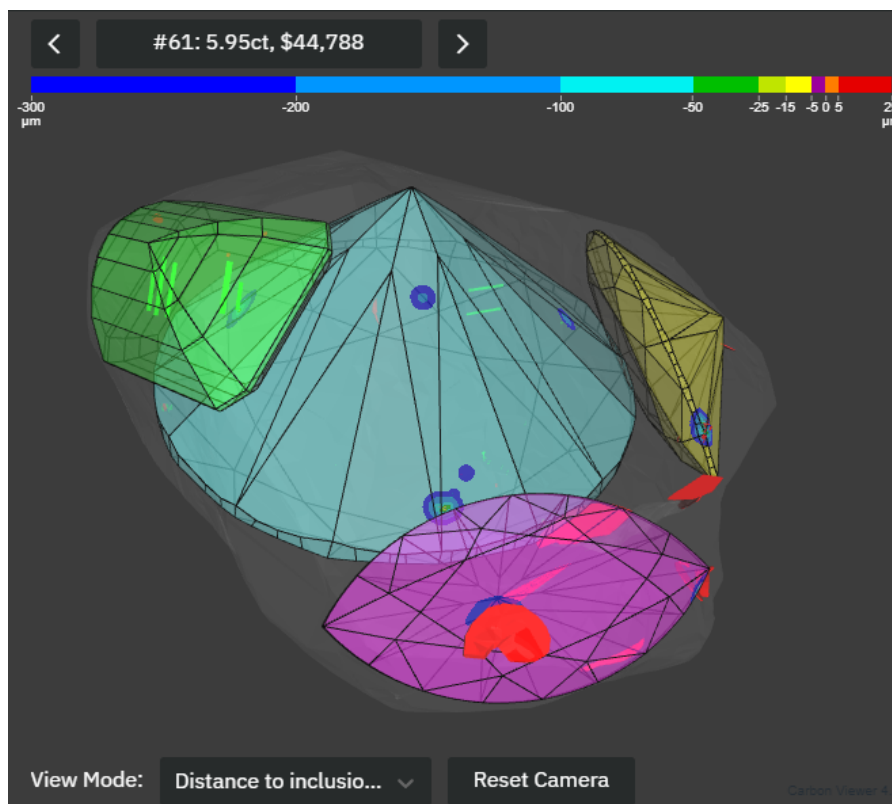 #61: 5.95ct, $44,788
-300 -200 -100 -50 -25 -15 -5 0 5
µm
View Mode: Distance to inclusio... Reset Camera